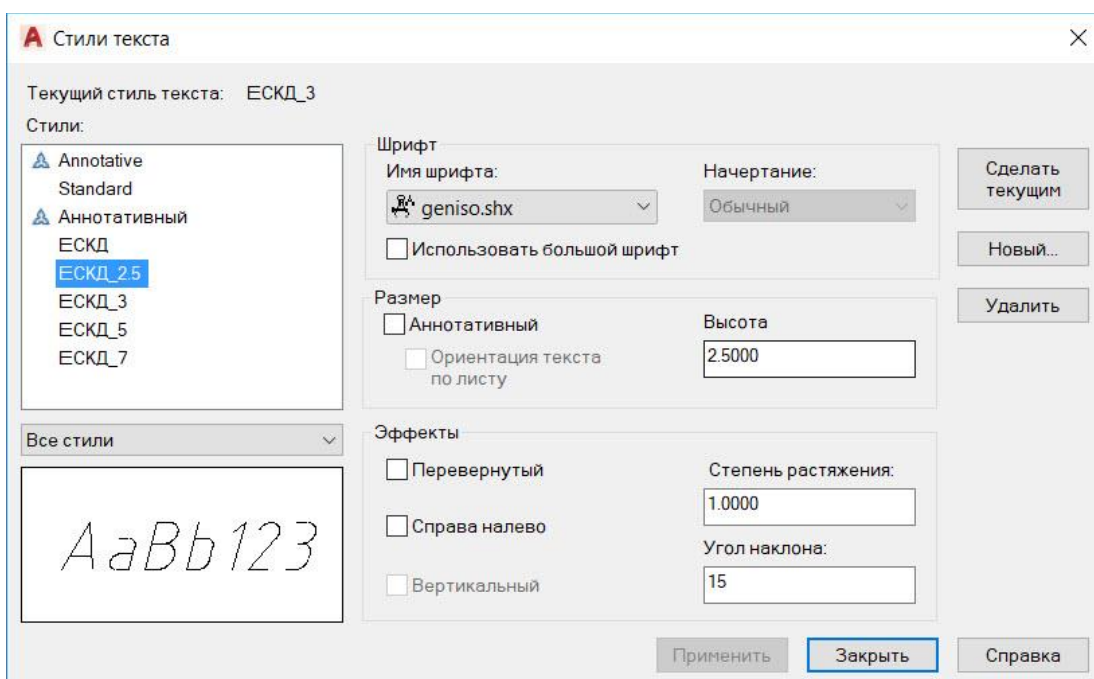 Стили текста
Текущий стиль текста: ЕСКД_3
Стили:
Annotative
Standard
Аннотативный
ЕСКД
ЕСКД_2.5
ЕСКД_3
ЕСКД_5
ЕСКД_7
Все стили
AaBb123
Шрифт
Имя шрифта:
geniso.shx
Начертание:
Обычный
Использовать большой шрифт
Размер
Аннотативный
Ориентация текста
по листу
Высота
2.5000
Эффекты
Перевернутый
Справа налево
Вертикальный
Степень растяжения:
1.0000
Угол наклона:
15
Сделать
текущим
Новый...
Удалить
Применить
Закрыть
Справка